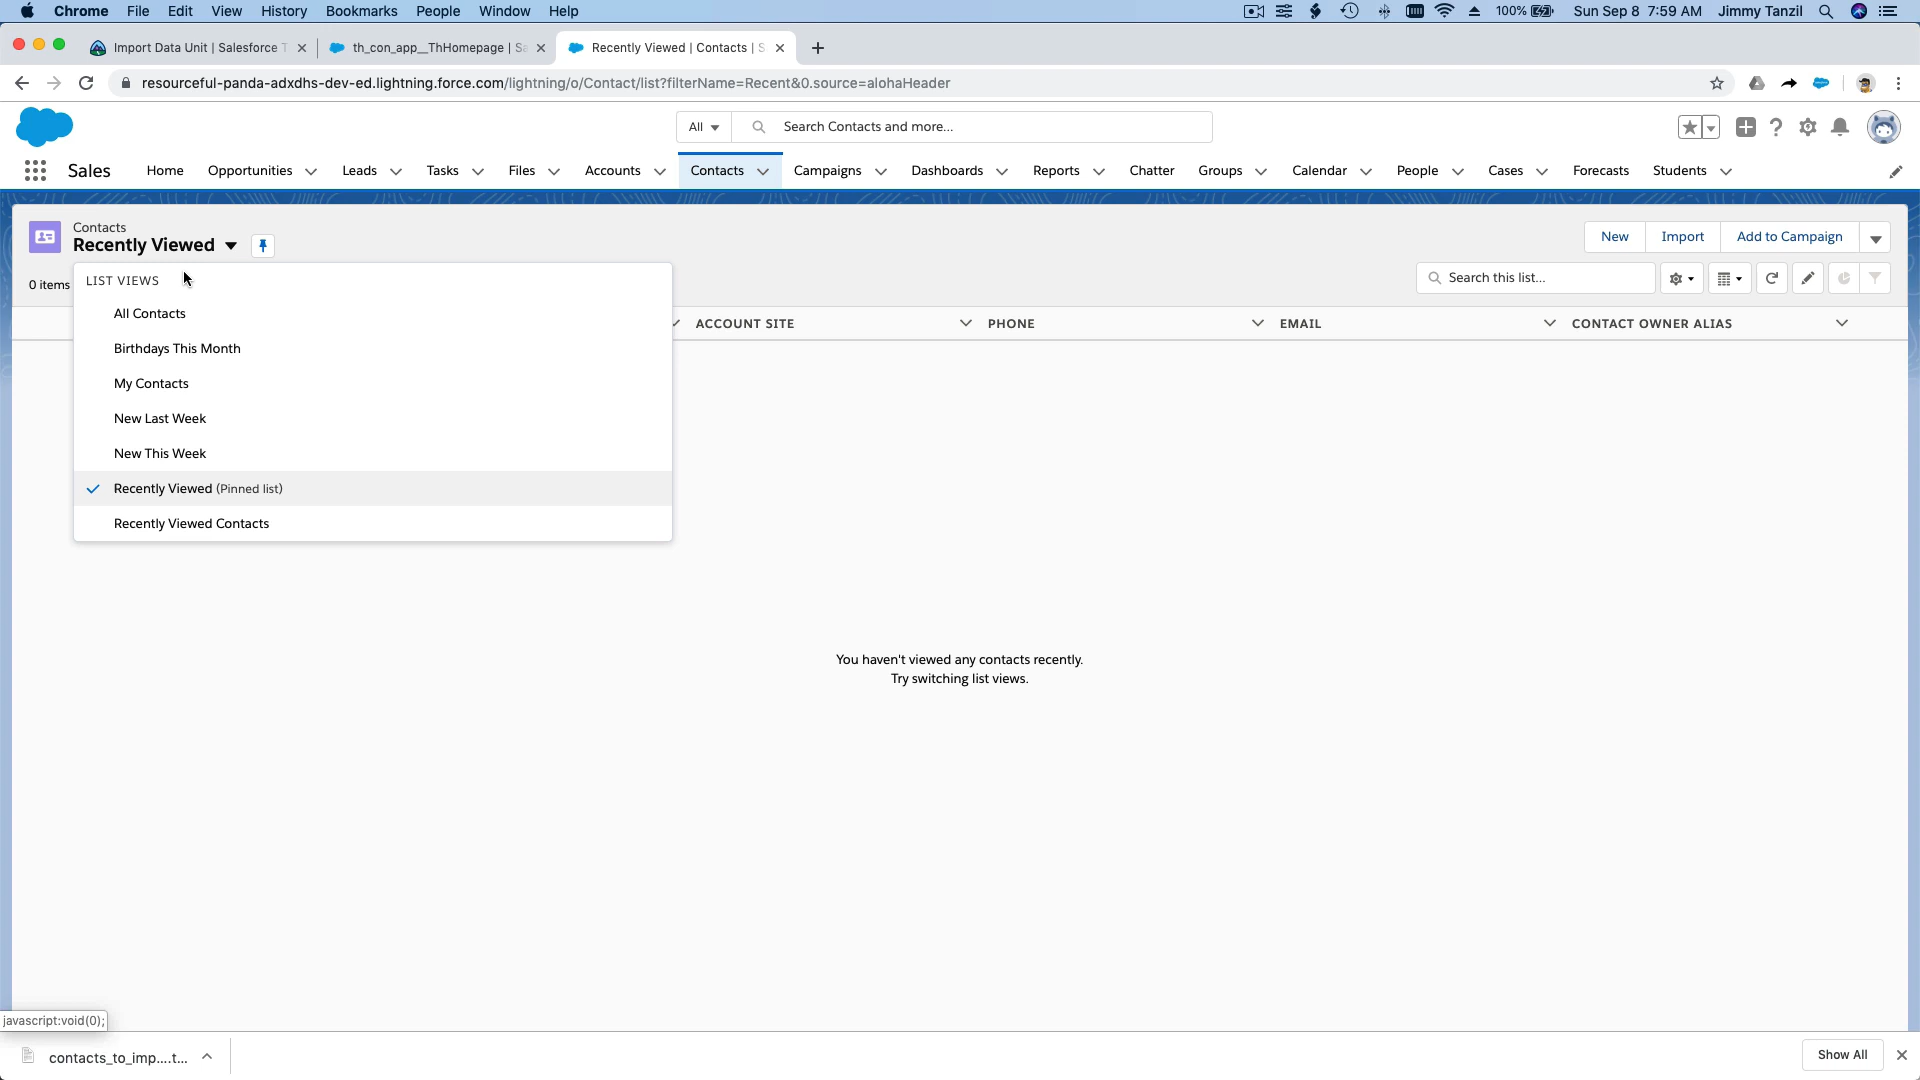 Chrome File Edit View History Bookmarks People Window Help 100% Sun Sep 8 7:59 AM Jimmy Tanzil
Import Data Unit | Salesforce T th_con_app__ThHomepage | Sa Recently Viewed | Contacts | S
resourceful-panda-adxdhs-dev-ed.lightning.force.com/lightning/o/Contact/list?filterName=Recent&0.source=alohaHeader
All Search Contacts and more...
Sales Home Opportunities Leads Tasks Files Accounts Contacts Campaigns Dashboards Reports Chatter Groups Calendar People Cases Forecasts Students
Contacts
Recently Viewed
New Import Add to Campaign
0 items
Search this list...
LIST VIEWS
All Contacts
Birthdays This Month
My Contacts
New Last Week
New This Week
Recently Viewed (Pinned list)
Recently Viewed Contacts
ACCOUNT SITE PHONE EMAIL CONTACT OWNER ALIAS
You haven't viewed any contacts recently.
Try switching list views.
javascript:void(0);
contacts_to_imp....t... Show All